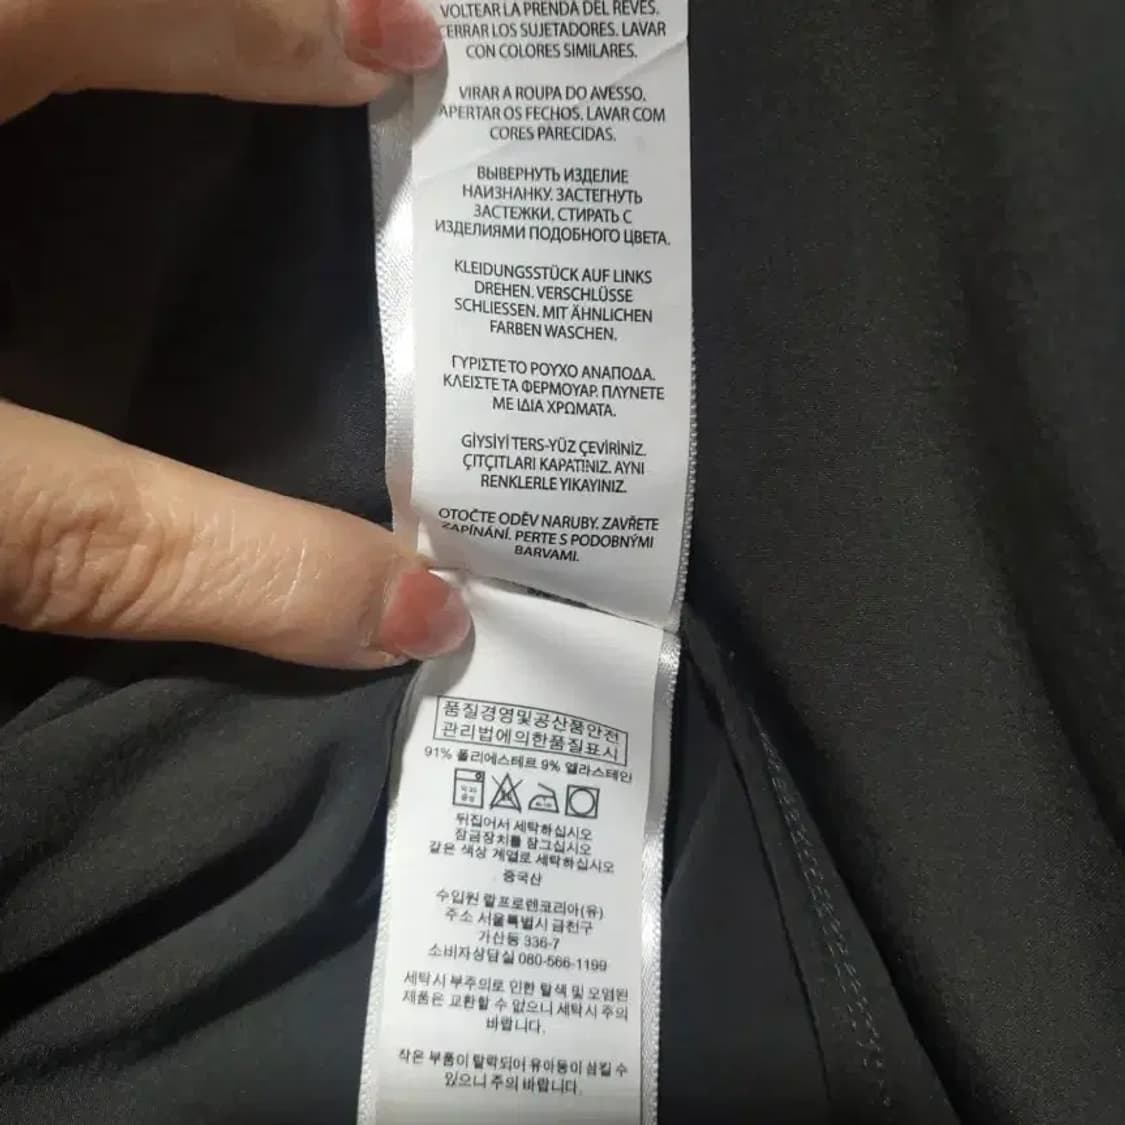 VOLTEAR LA PRENDA DEL REVÉS.
CERRAR LOS SUJETADORES. LAVAR
CON COLORES SIMILARES.
VIRAR A ROUPA DO AVESSO.
APERTAR OS FECHOS. LAVAR COM
CORES PARECIDAS.
ВЫВЕРНУТЬ ИЗДЕЛИЕ
НАИЗНАНКУ. ЗАСТЕГНУТЬ
ЗАСТЕЖКИ. СТИРАТЬ С
ИЗДЕЛИЯМИ ПОДОБНОГО ЦВЕТА.
KLEIDUNGSSTÜCK AUF LINKS
DREHEN. VERSCHLÜSSE
SCHLIESSEN. MIT ÄHNLICHEN
FARBEN WASCHEN.
ΓΥΡΙΣΤΕ ΤΟ ΡΟΥΧΟ ΑΝΑΠΟΔΑ.
ΚΛΕΙΣΤΕ ΤΑ ΦΕΡΜΟΥΑΡ. ΠΛΥΝΕΤΕ
ΜΕ ΙΔΙΑ ΧΡΩΜΑΤΑ.
GİYSİYİ TERS-YÜZ ÇEVİRİNİZ.
ÇITÇITLARI KAPATINIZ. AYNI
RENKLERLE YIKAYINIZ.
OTOČTE ODĚV NARUBY. ZAVŘETE
ZAPÍNÁNÍ. PERTE S PODOBNÝMI
BARVAMI.
품질경영및공산품안전
관리법에의한품질표시
91% 폴리에스테르 9% 엘라스테인
뒤집어서 세탁하십시오
잠금장치를 잠그십시오
같은 색상 계열로 세탁하십시오
중국산
수입원 랄프로렌코리아(유)
주소 서울특별시 금천구
가산동 336-7
소비자상담실 080-566-1199
세탁시 부주의로 인한 탈색 및 오염된
제품은 교환할 수 없으니 세탁시 주의
바랍니다.
작은 부품이 탈락되어 유아동이 삼킬 수
있으니 주의 바랍니다.